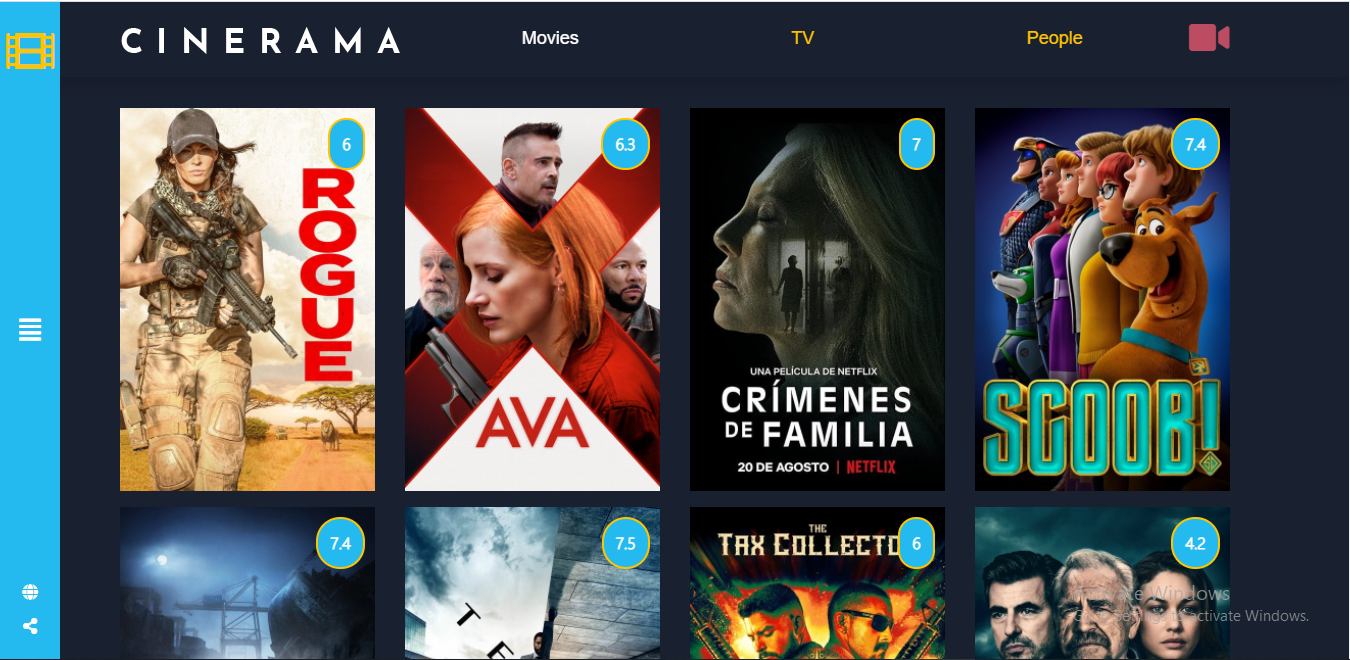 CINERAMA
Movies
TV
People
6
ROGUE
6.3
AVA
7
UNA PELÍCULA DE NETFLIX
CRÍMENES
DE FAMILIA
20 DE AGOSTO | NETFLIX
7.4
SCOOB!
SD
7.4
7.5
T
E
6
THE
TAX COLLECTO
4.2
Activate Windows
Go to Settings to activate Windows.